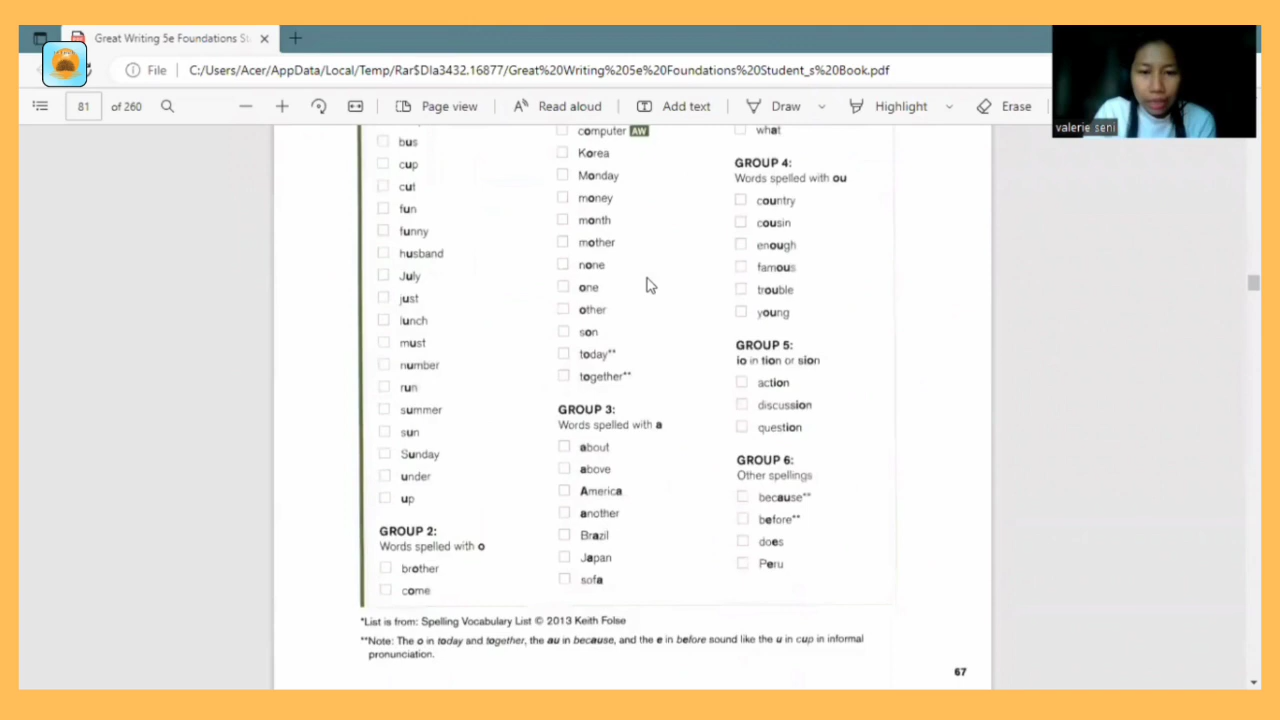 Great Writing 5e Foundations St
File
C:/Users/Acer/AppData/Local/Temp/Rar$DIa3432.16877/Great%20Writing%205e%20Foundations%20Student_s%20Book.pdf
81 of 260
Page view
Read aloud
Add text
Draw
Highlight
Erase
valerie seni
bus
cup
cut
fun
funny
husband
July
just
lunch
must
number
run
summer
sun
Sunday
under
up
GROUP 2:
Words spelled with o
brother
come
computer AW
Korea
Monday
money
month
mother
none
one
other
son
today**
together**
GROUP 3:
Words spelled with a
about
above
America
another
Brazil
Japan
sofa
what
GROUP 4:
Words spelled with ou
country
cousin
enough
famous
trouble
young
GROUP 5:
io in tion or sion
action
discussion
question
GROUP 6:
Other spellings
because**
before**
does
Peru
*List is from: Spelling Vocabulary List © 2013 Keith Folse
**Note: The o in today and together, the au in because, and the e in before sound like the u in cup in informal
pronunciation.
67